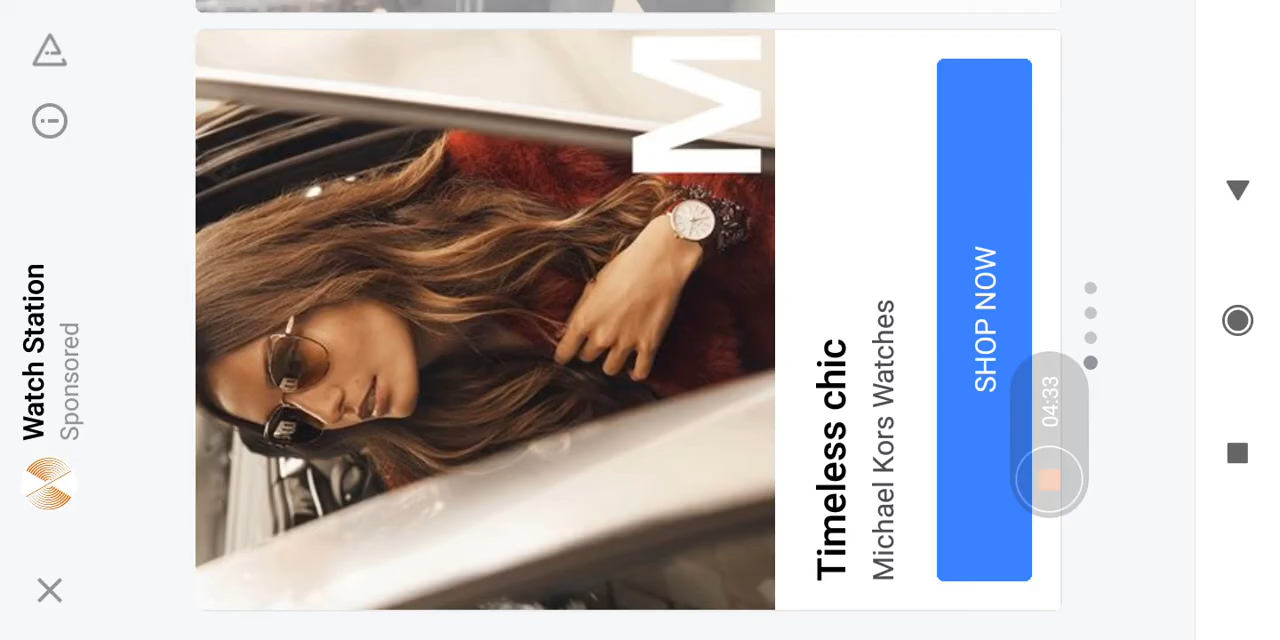 Watch Station
Sponsored
M
Timeless chic
Michael Kors Watches
SHOP NOW
04:33